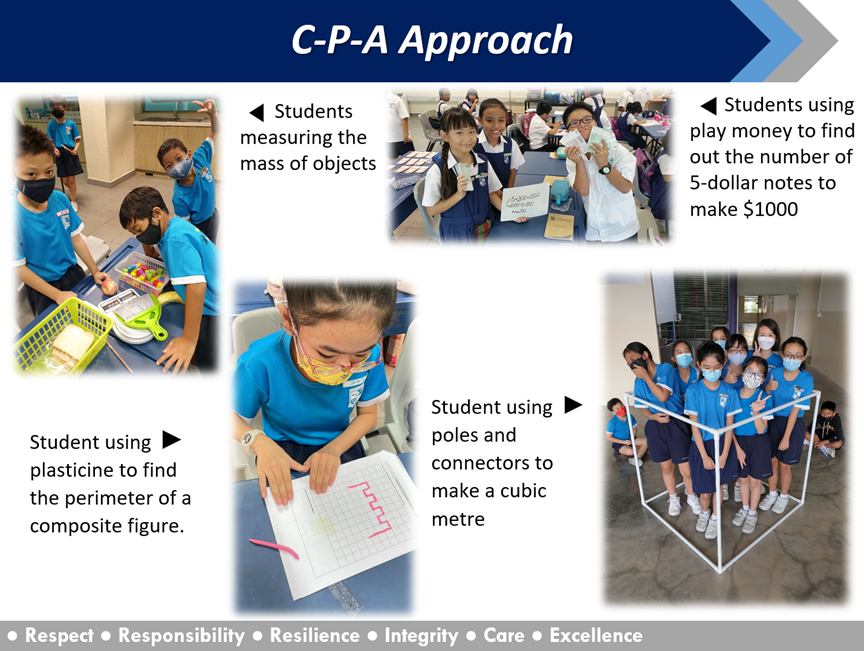 C-P-A Approach
◄ Students
measuring the
mass of objects
◄ Students using
play money to find
out the number of
5-dollar notes to
make $1000
Student using ►
plasticine to find
the perimeter of a
composite figure.
Student using ►
poles and
connectors to
make a cubic
metre
● Respect ● Responsibility ● Resilience ● Integrity ● Care ● Excellence